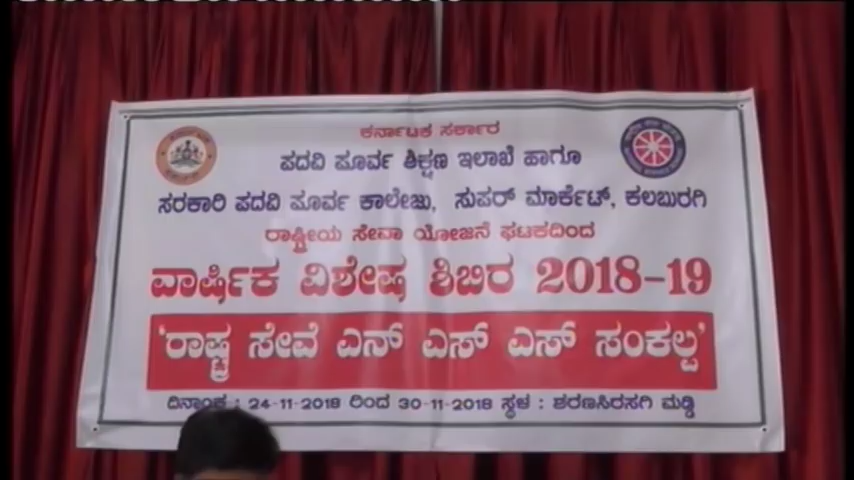 ಕರ್ನಾಟಕ ಸರ್ಕಾರ
ಪದವಿ ಪೂರ್ವ ಶಿಕ್ಷಣ ಇಲಾಖೆ ಹಾಗೂ
ಸರಕಾರಿ ಪದವಿ ಪೂರ್ವ ಕಾಲೇಜು, ಸುಪರ್ ಮಾರ್ಕೆಟ್, ಕಲಬುರಗಿ
ರಾಷ್ಟ್ರೀಯ ಸೇವಾ ಯೋಜನೆ ಘಟಕದಿಂದ
ವಾರ್ಷಿಕ ವಿಶೇಷ ಶಿಬಿರ 2018-19
'ರಾಷ್ಟ್ರ ಸೇವೆ ಎನ್ ಎಸ್ ಎಸ್ ಸಂಕಲ್ಪ'
ದಿನಾಂಕ : 24-11-2018 ರಿಂದ 30-11-2018 ಸ್ಥಳ : ಶರಣಸಿರಸಗಿ ಮಡ್ಡಿ